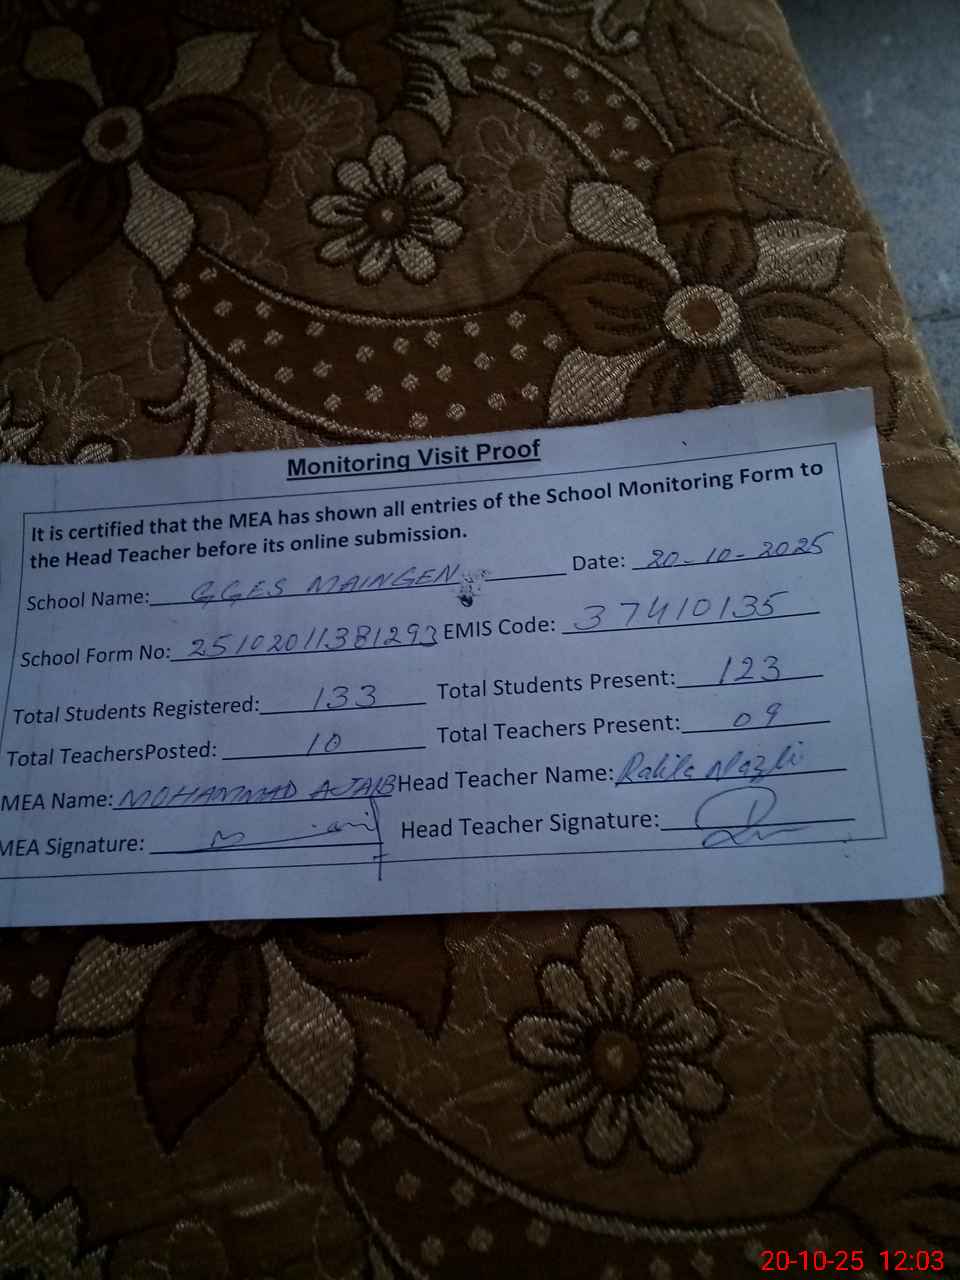 Monitoring Visit Proof
It is certified that the MEA has shown all entries of the School Monitoring Form to
the Head Teacher before its online submission.
School Name: GGES MAINGEN Date: 20-10-2025
School Form No: 25102011381293 EMIS Code: 37410135
Total Students Registered: 133 Total Students Present: 123
Total TeachersPosted: 10 Total Teachers Present: 09
MEA Name: MOHAMMAD AJAIB Head Teacher Name:
MEA Signature: Head Teacher Signature:
20-10-25 12:03